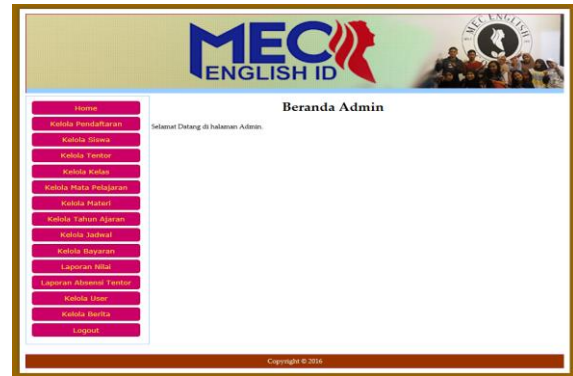 MEC
ENGLISH ID
MEC ENGLISH
Beranda Admin
Selamat Datang di halaman Admin.
Home
Kelola Pendaftaran
Kelola Siswa
Kelola Tentor
Kelola Kelas
Kelola Mata Pelajaran
Kelola Materi
Kelola Tahun Ajaran
Kelola Jadwal
Kelola Bayaran
Laporan Nilai
Laporan Absensi Tentor
Kelola User
Kelola Berita
Logout
Copyright © 2016